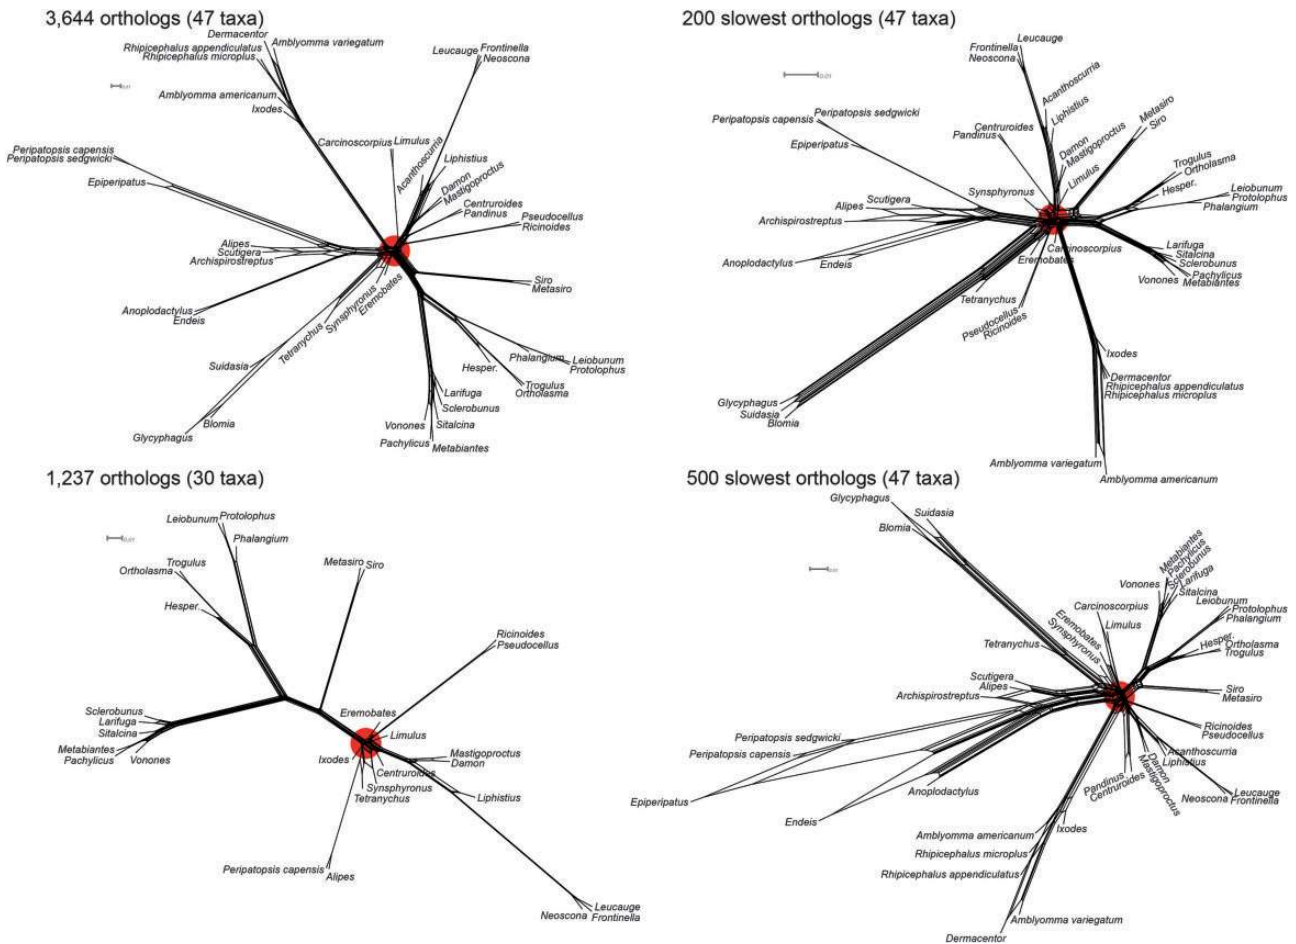 3,644 orthologs (47 taxa)
Dermacentor
Amblyomma variegatum
Rhipicephalus appendiculatus
Rhipicephalus microplus
Leucauge
Frontinella
Neoscona
Amblyomma americanum
Ixodes
Carcinoscorpius
Limulus
Acanthoscurria
Liphistius
Peripatopsis capensis
Peripatopsis sedgwicki
Epiperipatus
Damon
Mastigoproctus
Centruroides
Pandinus
Pseudocellus
Ricinoides
Alipes
Scutigera
Archispirostreptus
Siro
Metasiro
Synsphyronus
Eremobates
Tetranychus
Anoplodactylus
Endeis
Suidasia
Phalangium
Leiobunum
Protolophus
Hesper.
Trogulus
Ortholasma
Larifuga
Sclerobunus
Blomia
Glycyphagus
Vonones
Sitalcina
Pachylicus
Metabiantes
200 slowest orthologs (47 taxa)
Leucauge
Frontinella
Neoscona
Acanthoscurria
Liphistius
Peripatopsis sedgwicki
Peripatopsis capensis
Centruroides
Pandinus
Metasiro
Siro
Epiperipatus
Damon
Mastigoproctus
Limulus
Trogulus
Ortholasma
Hesper.
Leiobunum
Protolophus
Phalangium
Synsphyronus
Scutigera
Alipes
Archispirostreptus
Anoplodactylus
Endeis
Carcinoscorpius
Eremobates
Larifuga
Sitalcina
Sclerobunus
Pachylicus
Vonones
Metabiantes
Tetranychus
Pseudocellus
Ricinoides
Ixodes
Dermacentor
Rhipicephalus appendiculatus
Rhipicephalus microplus
Glycyphagus
Suidasia
Blomia
Amblyomma variegatum
Amblyomma americanum
1,237 orthologs (30 taxa)
Leiobunum
Protolophus
Phalangium
Trogulus
Ortholasma
Metasiro
Siro
Hesper.
Ricinoides
Pseudocellus
Sclerobunus
Larifuga
Sitalcina
Metabiantes
Pachylicus
Vonones
Eremobates
Limulus
Ixodes
Mastigoproctus
Damon
Centruroides
Synsphyronus
Tetranychus
Liphistius
Peripatopsis capensis
Alipes
Leucauge
Neoscona
Frontinella
500 slowest orthologs (47 taxa)
Glycyphagus
Suidasia
Blomia
Metabiantes
Pachylicus
Sclerobunus
Vonones
Larifuga
Sitalcina
Carcinoscorpius
Limulus
Leiobunum
Protolophus
Phalangium
Eremobates
Synsphyronus
Tetranychus
Hesper.
Ortholasma
Trogulus
Scutigera
Alipes
Archispirostreptus
Siro
Metasiro
Ricinoides
Pseudocellus
Peripatopsis sedgwicki
Peripatopsis capensis
Acanthoscurria
Liphistius
Damon
Mastigoproctus
Pandinus
Centruroides
Anoplodactylus
Epiperipatus
Leucauge
Neoscona
Frontinella
Endeis
Amblyomma americanum
Ixodes
Rhipicephalus microplus
Rhipicephalus appendiculatus
Amblyomma variegatum
Dermacentor